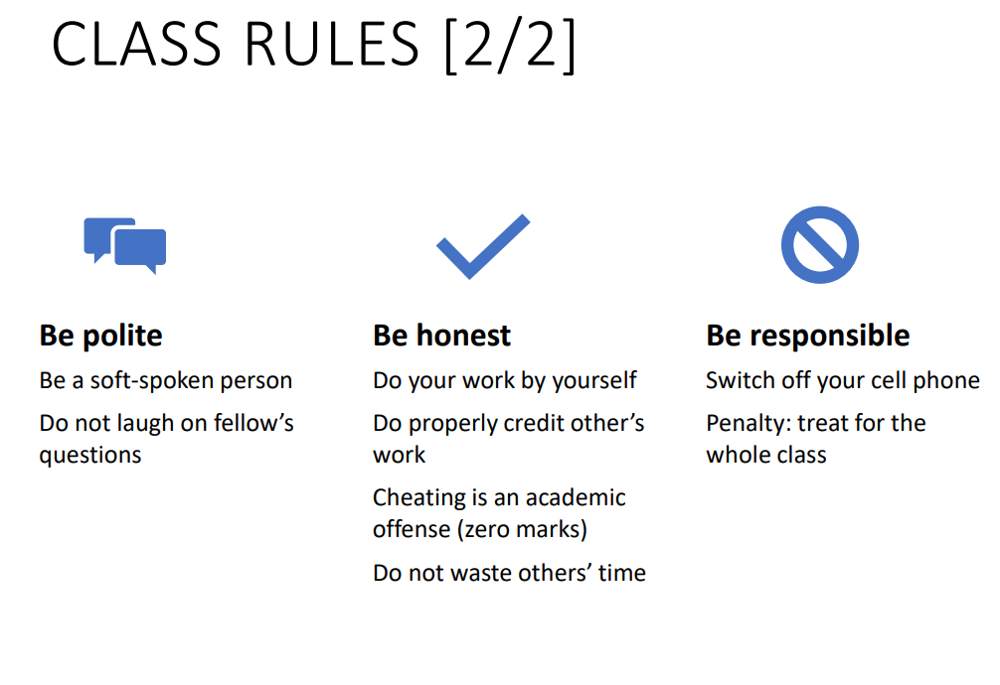 CLASS RULES [2/2]
Be polite
Be a soft-spoken person
Do not laugh on fellow’s
questions
Be honest
Do your work by yourself
Do properly credit other’s
work
Cheating is an academic
offense (zero marks)
Do not waste others’ time
Be responsible
Switch off your cell phone
Penalty: treat for the
whole class